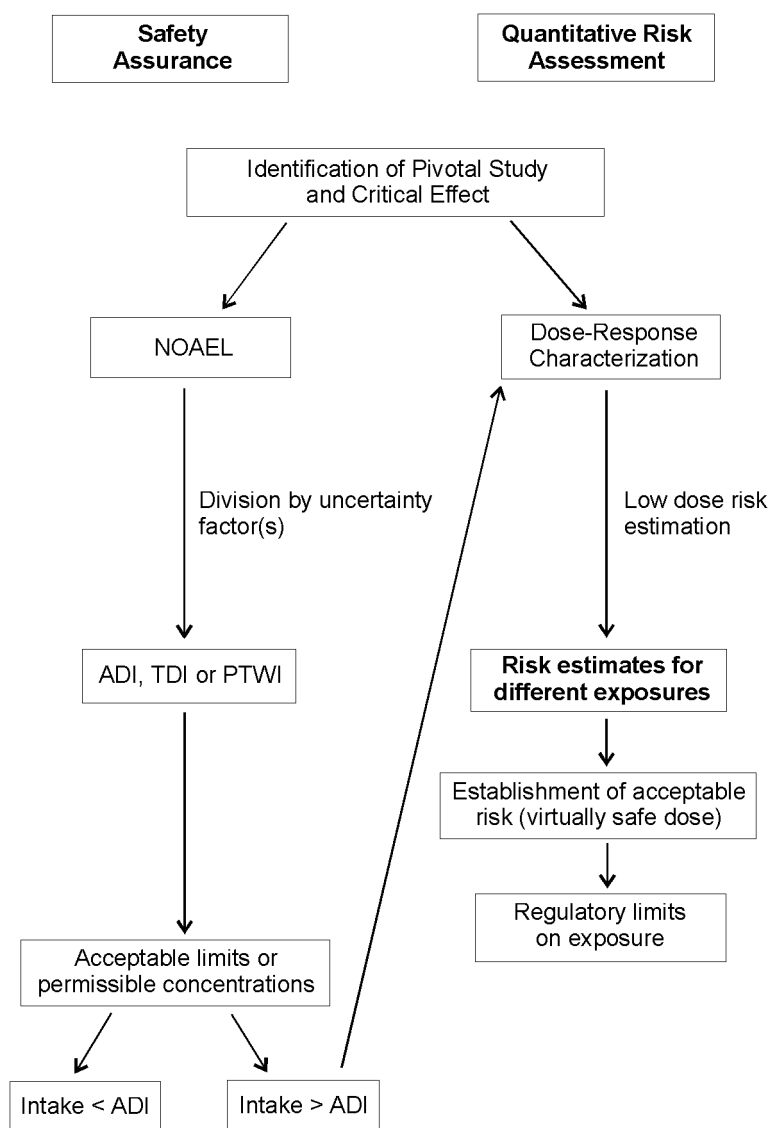 Safety
Assurance
Quantitative Risk
Assessment
Identification of Pivotal Study
and Critical Effect
NOAEL
Dose-Response
Characterization
Division by uncertainty
factor(s)
Low dose risk
estimation
ADI, TDI or PTWI
Risk estimates for
different exposures
Establishment of acceptable
risk (virtually safe dose)
Regulatory limits
on exposure
Acceptable limits or
permissible concentrations
Intake < ADI
Intake > ADI